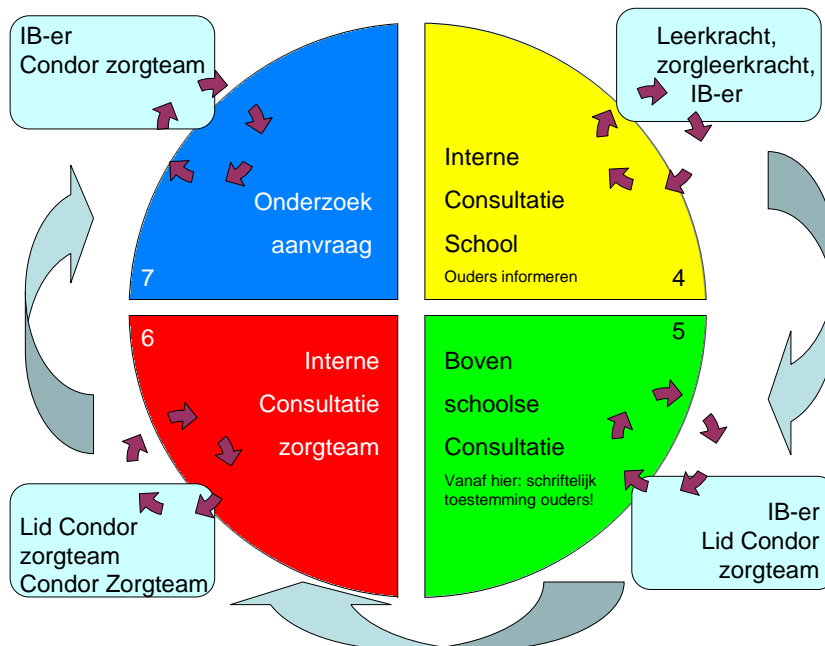 IB-er
Condor zorgteam
Leerkracht,
zorgleerkracht,
IB-er
Onderzoek
aanvraag
7
Interne
Consultatie
School
Ouders informeren
4
6
Interne
Consultatie
zorgteam
5
Boven
schoolse
Consultatie
Vanaf hier: schriftelijk
toestemming ouders!
Lid Condor
zorgteam
Condor Zorgteam
IB-er
Lid Condor
zorgteam